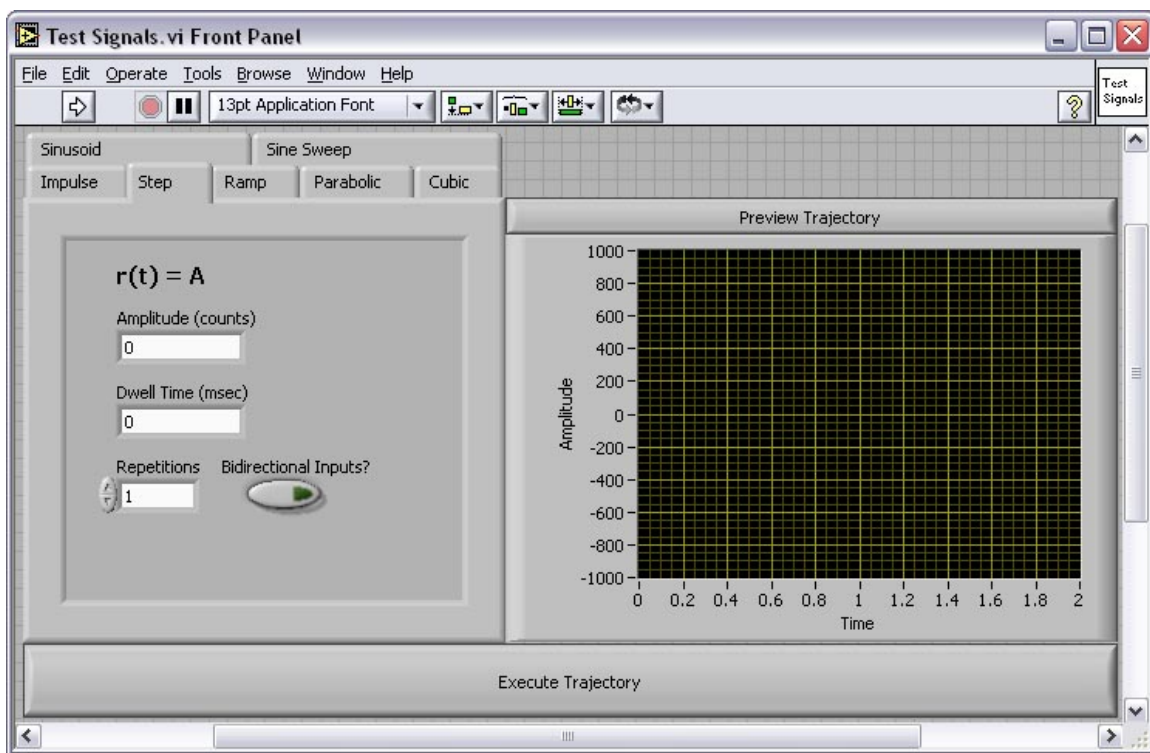 Test Signals.vi Front Panel
File Edit Operate Tools Browse Window Help
13pt Application Font
?
Test
Signals
Sinusoid Sine Sweep
Impulse Step Ramp Parabolic Cubic
r(t) = A
Amplitude (counts)
0
Dwell Time (msec)
0
Repetitions Bidirectional Inputs?
1
Preview Trajectory
1000
800
600
400
200
0
-200
-400
-600
-800
-1000
Amplitude
0 0.2 0.4 0.6 0.8 1 1.2 1.4 1.6 1.8 2
Time
Execute Trajectory